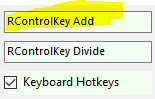 RControlKey Add
RControlKey Divide
Keyboard Hotkeys